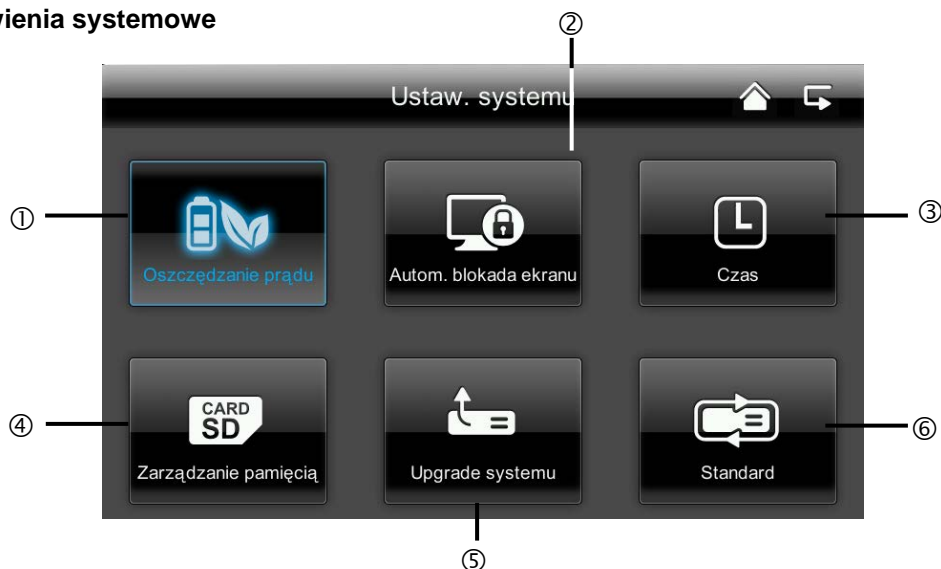 systemowe
②
Ustaw. systemu
①
③
Oszczędzanie prądu
Autom. blokada ekranu
Czas
④
CARD
SD
⑥
Zarządzanie pamięcią
Upgrade systemu
Standard
⑤